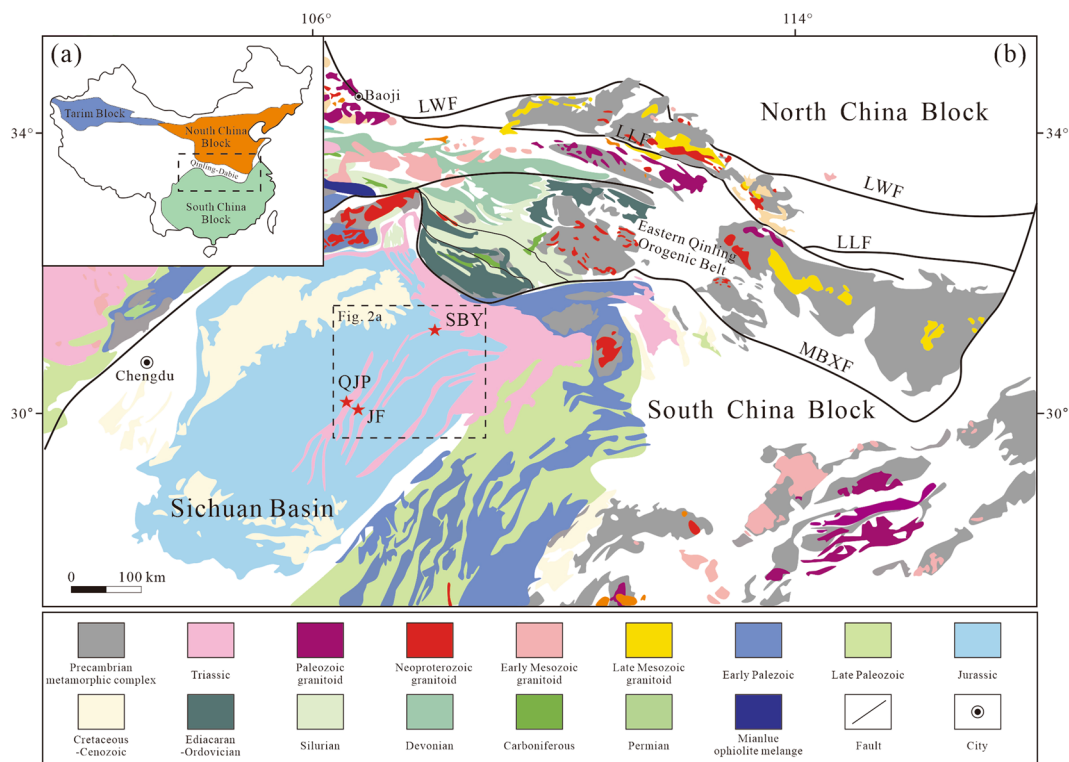 106°
114°
(a)
(b)
Tarim Block
Nouth China
Block
Qinling-Dabie
South China
Block
Baoji
LWF
LLF
North China Block
34°
34°
LWF
LLF
Eastern Qinling
Orogenic Belt
MBXF
Fig. 2a
SBY
QJP
JF
Chengdu
30°
30°
South China Block
Sichuan Basin
0 100 km
Precambrian
metamorphic complex
Triassic
Paleozoic
granitoid
Neoproterozoic
granitoid
Early Mesozoic
granitoid
Late Mesozoic
granitoid
Early Palezoic
Late Paleozoic
Jurassic
Cretaceous
-Cenozoic
Ediacaran
-Ordovician
Silurian
Devonian
Carboniferous
Permian
Mianlue
ophiolite melange
Fault
City